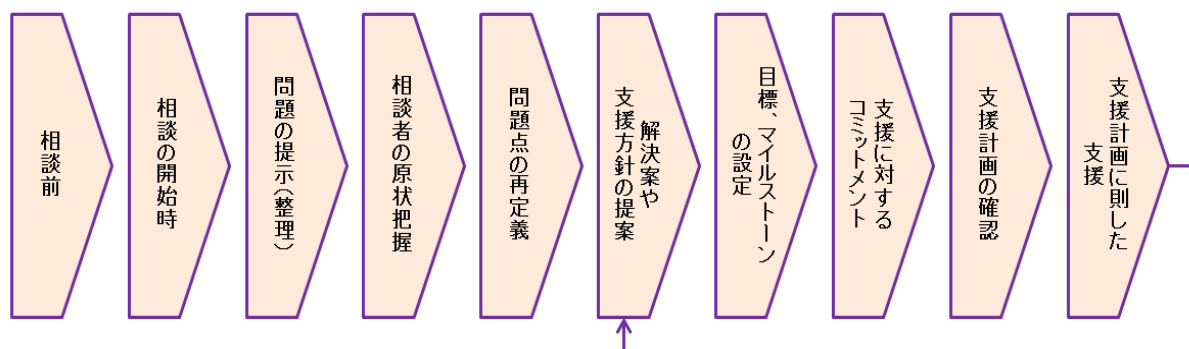 相談前
相談の開始時
問題の提示(整理)
相談者の原状把握
問題点の再定義
解決案や
支援方針の提案
目標、マイルストーン
の設定
支援に対する
コミットメント
支援計画の確認
支援計画に則した
支援